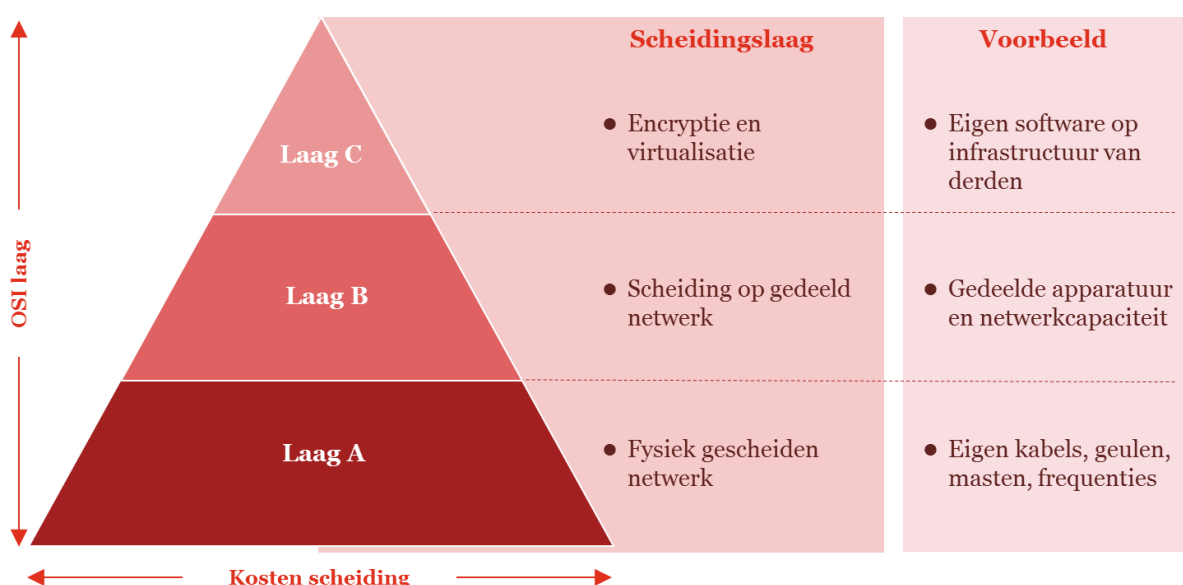 Scheidingslaag
Voorbeeld
OSI laag
Laag C
● Encryptie en
virtualisatie
● Eigen software op
infrastructuur van
derden
Laag B
● Scheiding op gedeeld
netwerk
● Gedeelde apparatuur
en netwerkcapaciteit
Laag A
● Fysiek gescheiden
netwerk
● Eigen kabels, geulen,
masten, frequenties
Kosten scheiding